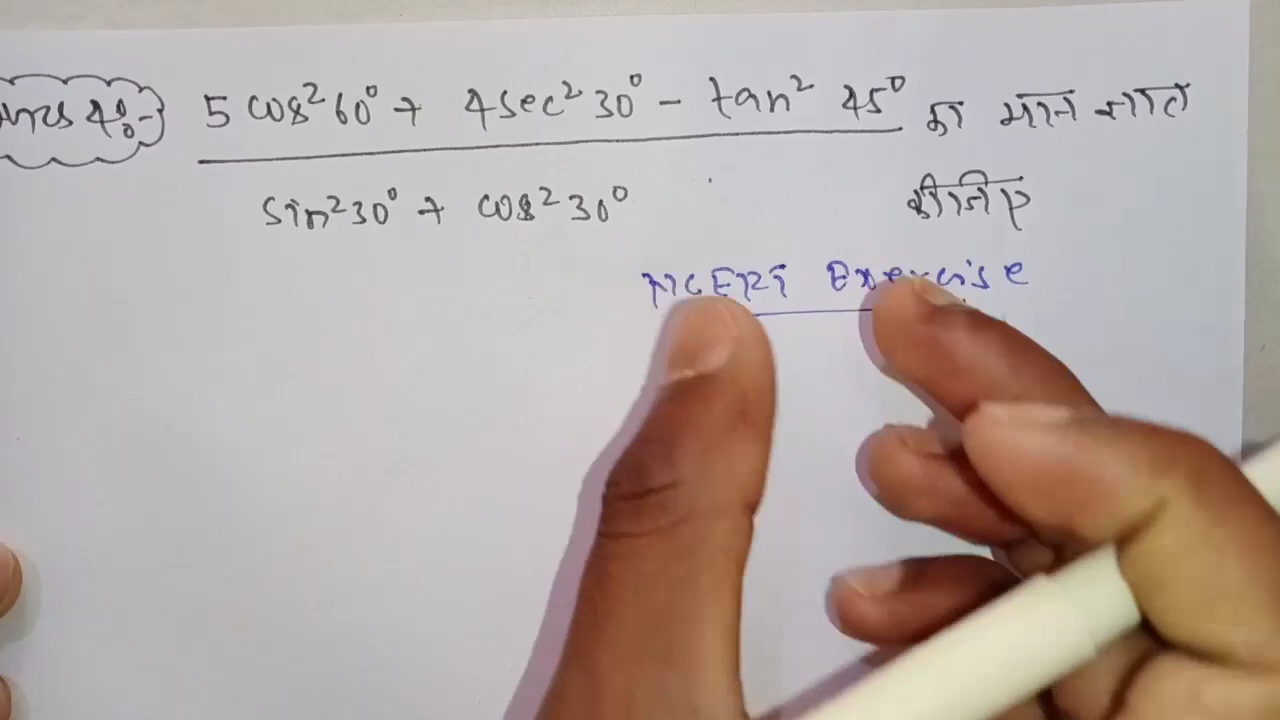 5 cos² 60° + 4 sec² 30° - tan² 45° का मान ज्ञात
sin² 30° + cos² 30° कीजिए
NCERT Exercise